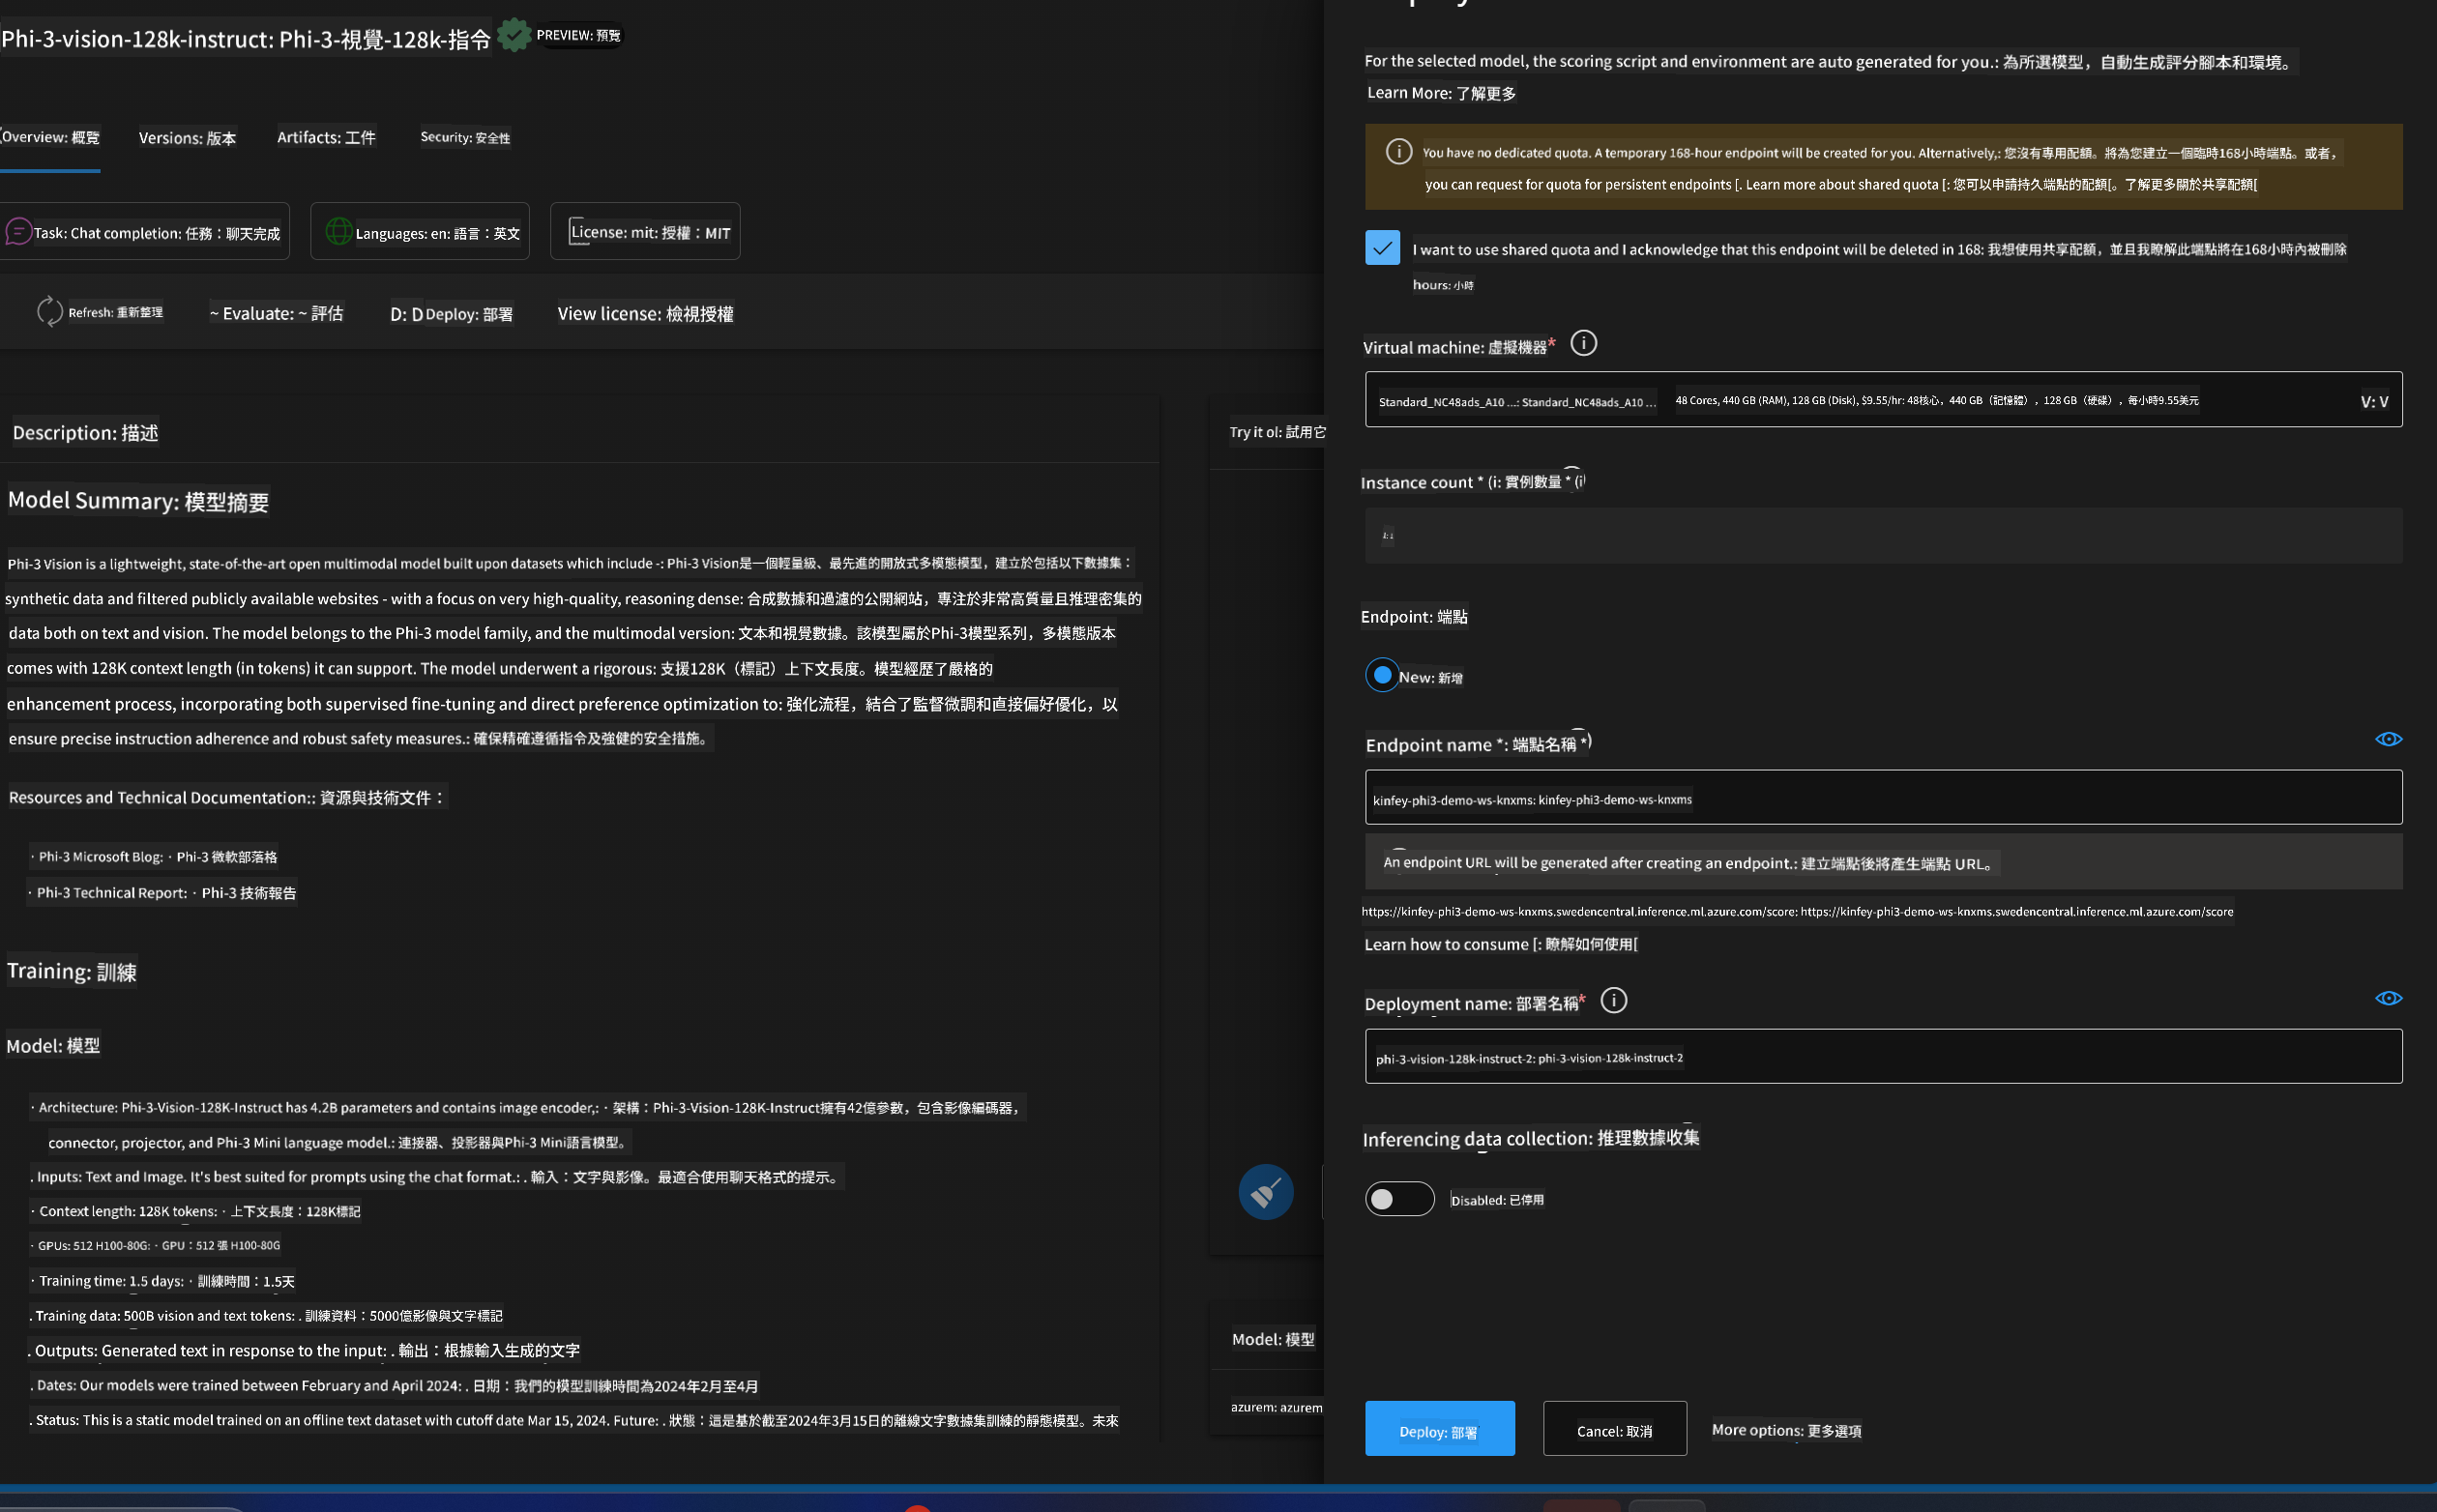 Phi-3-vision-128k-instruct: Phi-3-視覺-128k-指令
PREVIEW: 預覽
Overview: 概覽
Versions: 版本
Artifacts: 工件
Security: 安全性
Task: Chat completion: 任務：聊天完成
Languages: en: 語言：英文
License: mit: 授權：MIT
Refresh: 重新整理
~ Evaluate: ~ 評估
D: D Deploy: 部署
View license: 檢視授權
Description: 描述
Model Summary: 模型摘要
Phi-3 Vision is a lightweight, state-of-the-art open multimodal model built upon datasets which include -: Phi-3 Vision是一個輕量級、最先進的開放式多模態模型，建立於包括以下數據集：
synthetic data and filtered publicly available websites - with a focus on very high-quality, reasoning dense: 合成數據和過濾的公開網站，專注於非常高質量且推理密集的
data both on text and vision. The model belongs to the Phi-3 model family, and the multimodal version: 文本和視覺數據。該模型屬於Phi-3模型系列，多模態版本
comes with 128K context length (in tokens) it can support. The model underwent a rigorous: 支援128K（標記）上下文長度。模型經歷了嚴格的
enhancement process, incorporating both supervised fine-tuning and direct preference optimization to: 強化流程，結合了監督微調和直接偏好優化，以
ensure precise instruction adherence and robust safety measures.: 確保精確遵循指令及強健的安全措施。
Resources and Technical Documentation:: 資源與技術文件：
· Phi-3 Microsoft Blog: · Phi-3 微軟部落格
· Phi-3 Technical Report: · Phi-3 技術報告
Training: 訓練
Model: 模型
· Architecture: Phi-3-Vision-128K-Instruct has 4.2B parameters and contains image encoder,: · 架構：Phi-3-Vision-128K-Instruct擁有42億參數，包含影像編碼器，
connector, projector, and Phi-3 Mini language model.: 連接器、投影器與Phi-3 Mini語言模型。
. Inputs: Text and Image. It's best suited for prompts using the chat format.: . 輸入：文字與影像。最適合使用聊天格式的提示。
· Context length: 128K tokens: · 上下文長度：128K標記
· GPUs: 512 H100-80G: · GPU：512 張 H100-80G
· Training time: 1.5 days: · 訓練時間：1.5天
. Training data: 500B vision and text tokens: . 訓練資料：5000億影像與文字標記
. Outputs: Generated text in response to the input: . 輸出：根據輸入生成的文字
. Dates: Our models were trained between February and April 2024: . 日期：我們的模型訓練時間為2024年2月至4月
. Status: This is a static model trained on an offline text dataset with cutoff date Mar 15, 2024. Future: . 狀態：這是基於截至2024年3月15日的離線文字數據集訓練的靜態模型。未來
Try it ol: 試用它
Model: 模型
azurem: azurem
For the selected model, the scoring script and environment are auto generated for you.: 為所選模型，自動生成評分腳本和環境。
Learn More: 了解更多
You have no dedicated quota. A temporary 168-hour endpoint will be created for you. Alternatively,: 您沒有專用配額。將為您建立一個臨時168小時端點。或者，
you can request for quota for persistent endpoints [. Learn more about shared quota [: 您可以申請持久端點的配額[。了解更多關於共享配額[
I want to use shared quota and I acknowledge that this endpoint will be deleted in 168: 我想使用共享配額，並且我瞭解此端點將在168小時內被刪除
hours: 小時
Virtual machine: 虛擬機器*
Standard_NC48ads_A10 ...: Standard_NC48ads_A10 ...
48 Cores, 440 GB (RAM), 128 GB (Disk), $9.55/hr: 48核心，440 GB（記憶體），128 GB（硬碟），每小時9.55美元
V: V
Instance count * (i: 實例數量 * (i
Endpoint: 端點
New: 新增
Endpoint name *: 端點名稱 *
kinfey-phi3-demo-ws-knxms: kinfey-phi3-demo-ws-knxms
An endpoint URL will be generated after creating an endpoint.: 建立端點後將產生端點 URL。
https://kinfey-phi3-demo-ws-knxms.swedencentral.inference.ml.azure.com/score: https://kinfey-phi3-demo-ws-knxms.swedencentral.inference.ml.azure.com/score
Learn how to consume [: 瞭解如何使用[
Deployment name: 部署名稱*
phi-3-vision-128k-instruct-2: phi-3-vision-128k-instruct-2
Inferencing data collection: 推理數據收集
Disabled: 已停用
Deploy: 部署
Cancel: 取消
More options: 更多選項